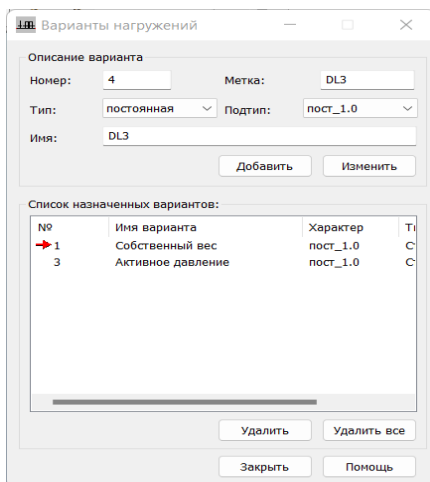 Варианты нагружений
Описание варианта
Номер: 4 Метка: DL3
Тип: постоянная Подтип: пост_1.0
Имя: DL3
Добавить Изменить
Список назначенных вариантов:
№ Имя варианта Характер
1 Собственный вес пост_1.0
3 Активное давление пост_1.0
Удалить Удалить все
Закрыть Помощь